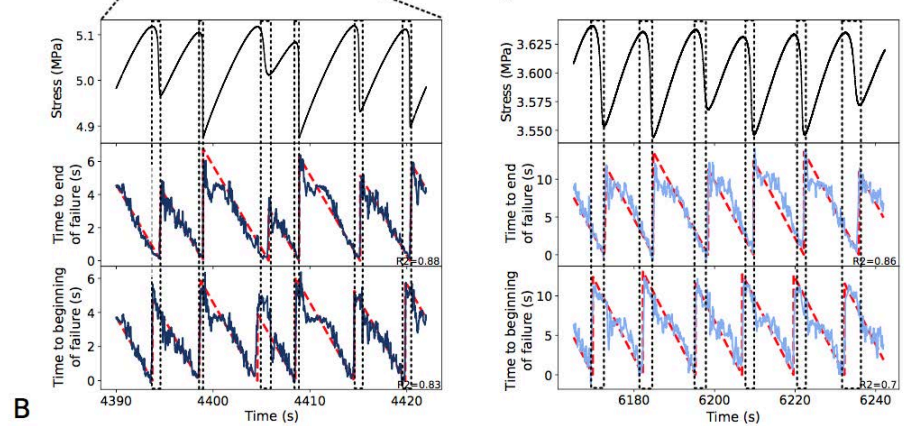 5.1
5.0
4.9
Stress (MPa)
6
4
2
0
Time to end
of failure (s)
R2=0.88
6
4
2
0
Time to beginning
of failure (s)
R2=0.83
4390 4400 4410 4420
Time (s)
3.625
3.600
3.575
3.550
Stress (MPa)
10
5
0
Time to end
of failure (s)
R2=0.86
10
5
0
Time to beginning
of failure (s)
R2=0.7
6180 6200 6220 6240
Time (s)
B